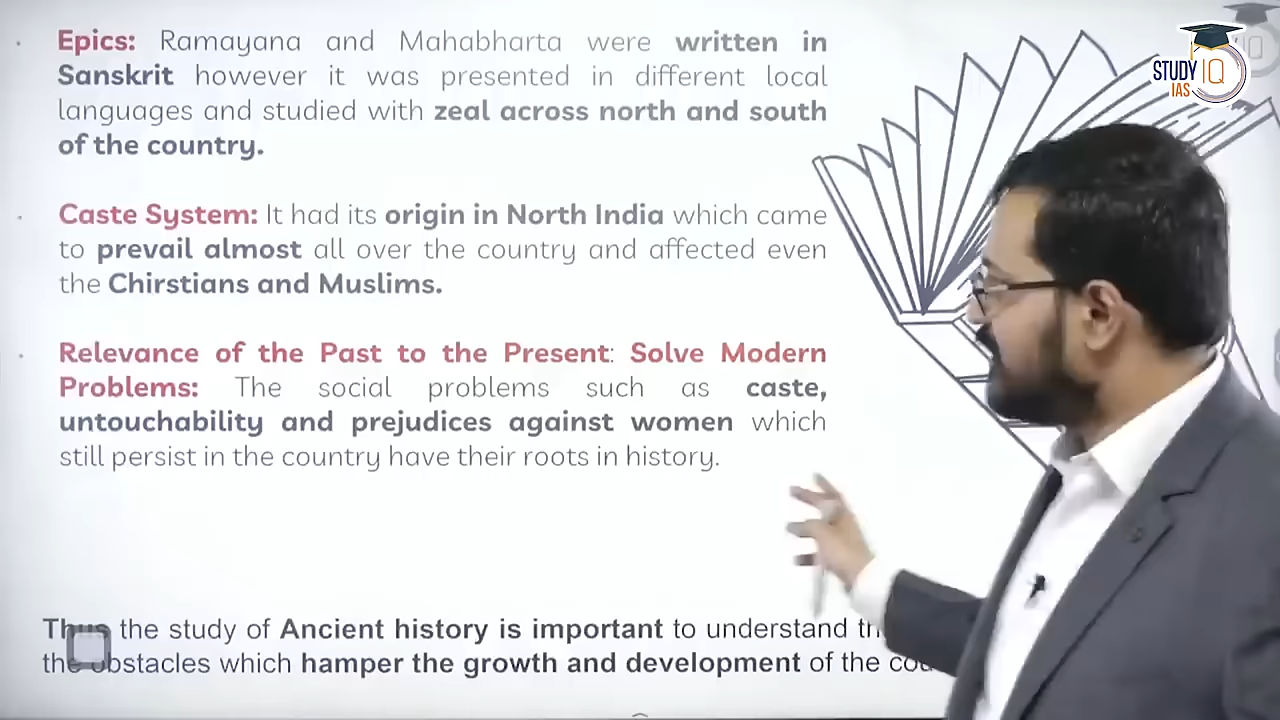 Epics: Ramayana and Mahabharta were written in
Sanskrit however it was presented in different local
languages and studied with zeal across north and south
of the country.
Caste System: It had its origin in North India which came
to prevail almost all over the country and affected even
the Chirstians and Muslims.
Relevance of the Past to the Present: Solve Modern
Problems: The social problems such as caste,
untouchability and prejudices against women which
still persist in the country have their roots in history.
Thus the study of Ancient history is important to understand
the obstacles which hamper the growth and development of the
STUDY IQ
IAS